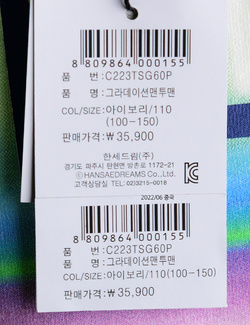 8 809864 000155
품 번 : C223TSG60P
품 명 : 그라데이션맨투맨
COL/SIZE : 아이보리/110
(100-150)
판매가격 : ₩ 35,900
한세드림(주)
경기도 파주시 탄현면 방촌로 1172-21
ⓒHANSAEDREAMS CO.,LTD.
고객상담실 TEL: 02)3215-0018
2022/06 중국
8 809864 000155
품 번 : C223TSG60P
품 명 : 그라데이션맨투맨
COL/SIZE : 아이보리/110(100-150)
판매가격 : ₩ 35,900